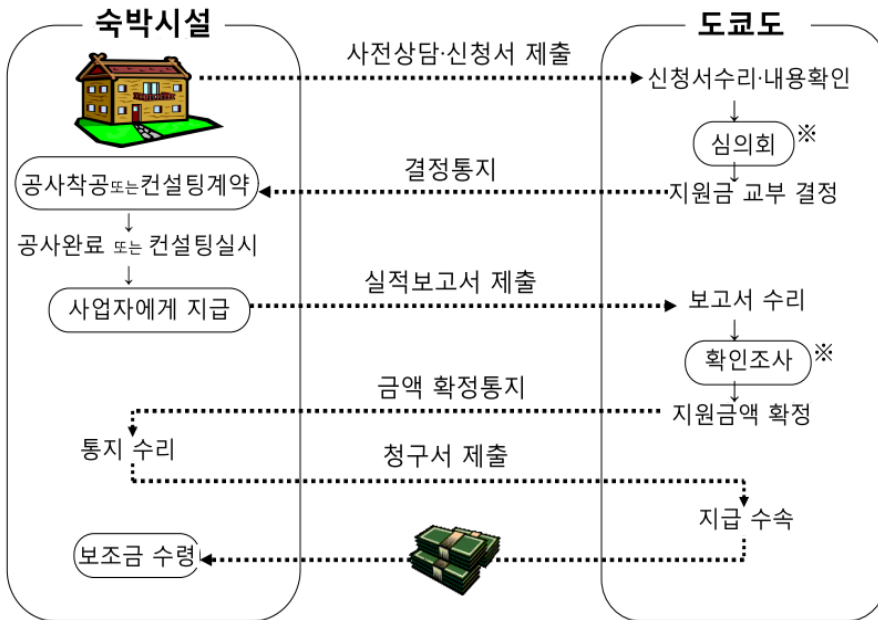 숙박시설
도쿄도
사전상담·신청서 제출
신청서수리·내용확인
↓
심의회 ※
↓
결정통지
지원금 교부 결정
공사착공또는컨설팅계약
↓
공사완료 또는 컨설팅실시
↓
사업자에게 지급
실적보고서 제출
보고서 수리
↓
확인조사 ※
↓
금액 확정통지
지원금액 확정
통지 수리
청구서 제출
지급 수속
보조금 수령